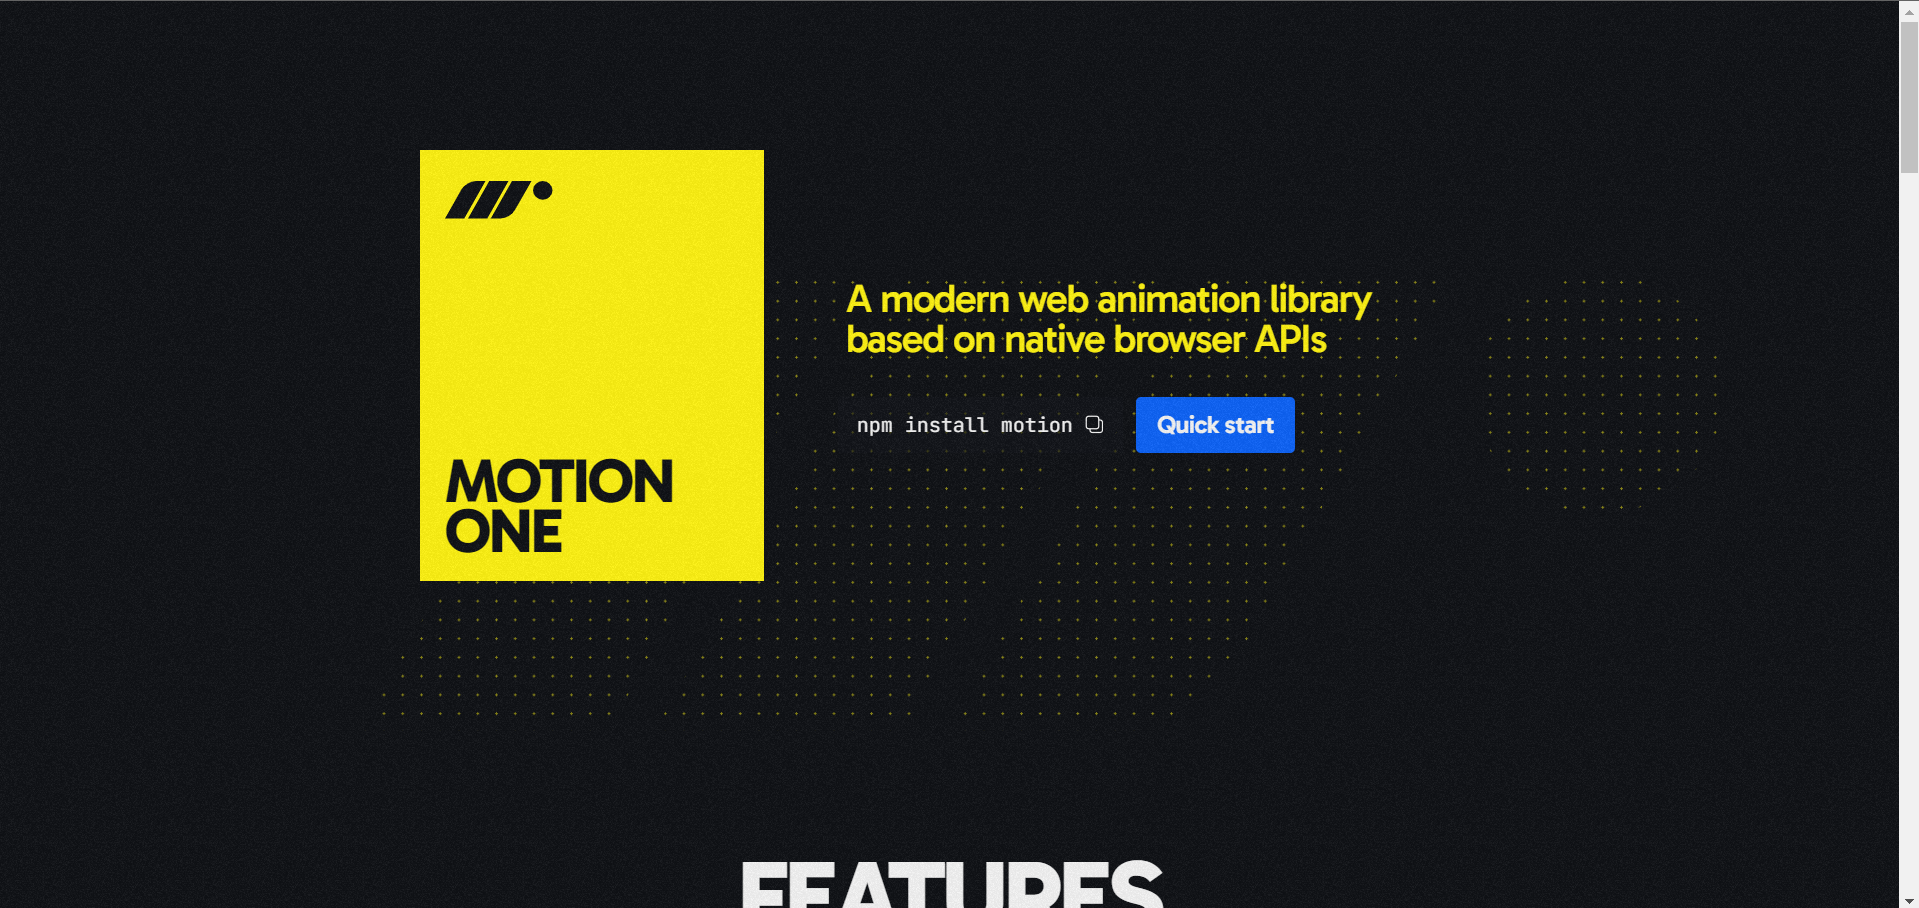 MOTION
ONE
A modern web animation library
based on native browser APIs
npm install motion
Quick start
FEATURES